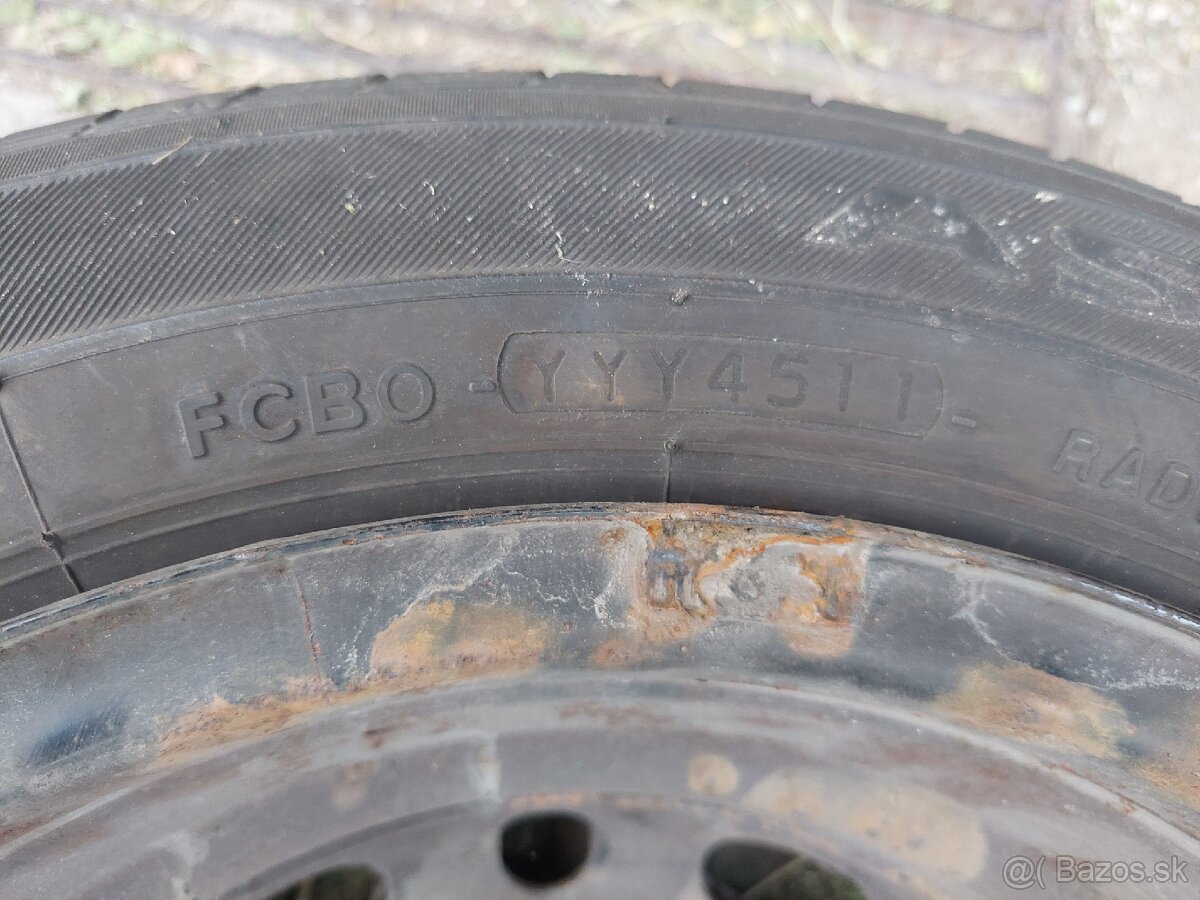 FCBO - YYY4511 -
RAD
@( Bazos.sk